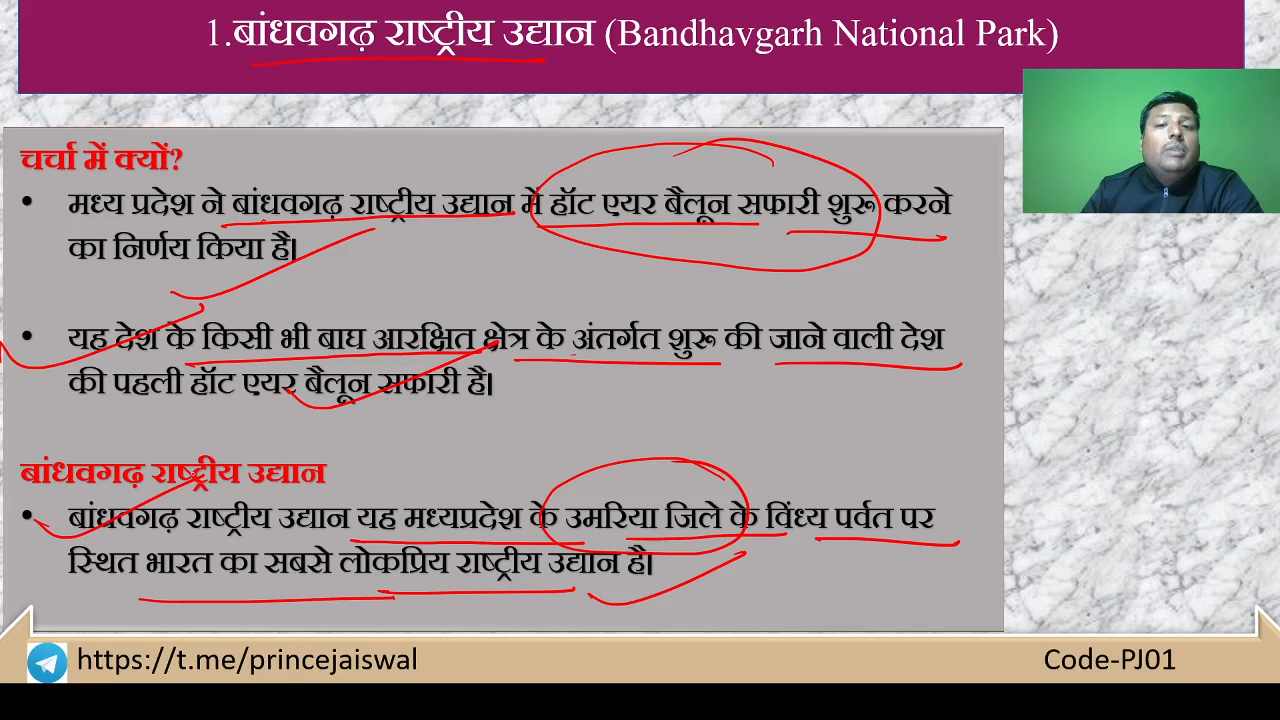 1.बांधवगढ़ राष्ट्रीय उद्यान (Bandhavgarh National Park)
चर्चा में क्यों?
• मध्य प्रदेश ने बांधवगढ़ राष्ट्रीय उद्यान में हॉट एयर बैलून सफारी शुरू करने
का निर्णय किया है।
• यह देश के किसी भी बाघ आरक्षित क्षेत्र के अंतर्गत शुरू की जाने वाली देश
की पहली हॉट एयर बैलून सफारी है।
बांधवगढ़ राष्ट्रीय उद्यान
• बांधवगढ़ राष्ट्रीय उद्यान यह मध्यप्रदेश के उमरिया जिले के विंध्य पर्वत पर
स्थित भारत का सबसे लोकप्रिय राष्ट्रीय उद्यान है।
https://t.me/princejaiswal
Code-PJ01